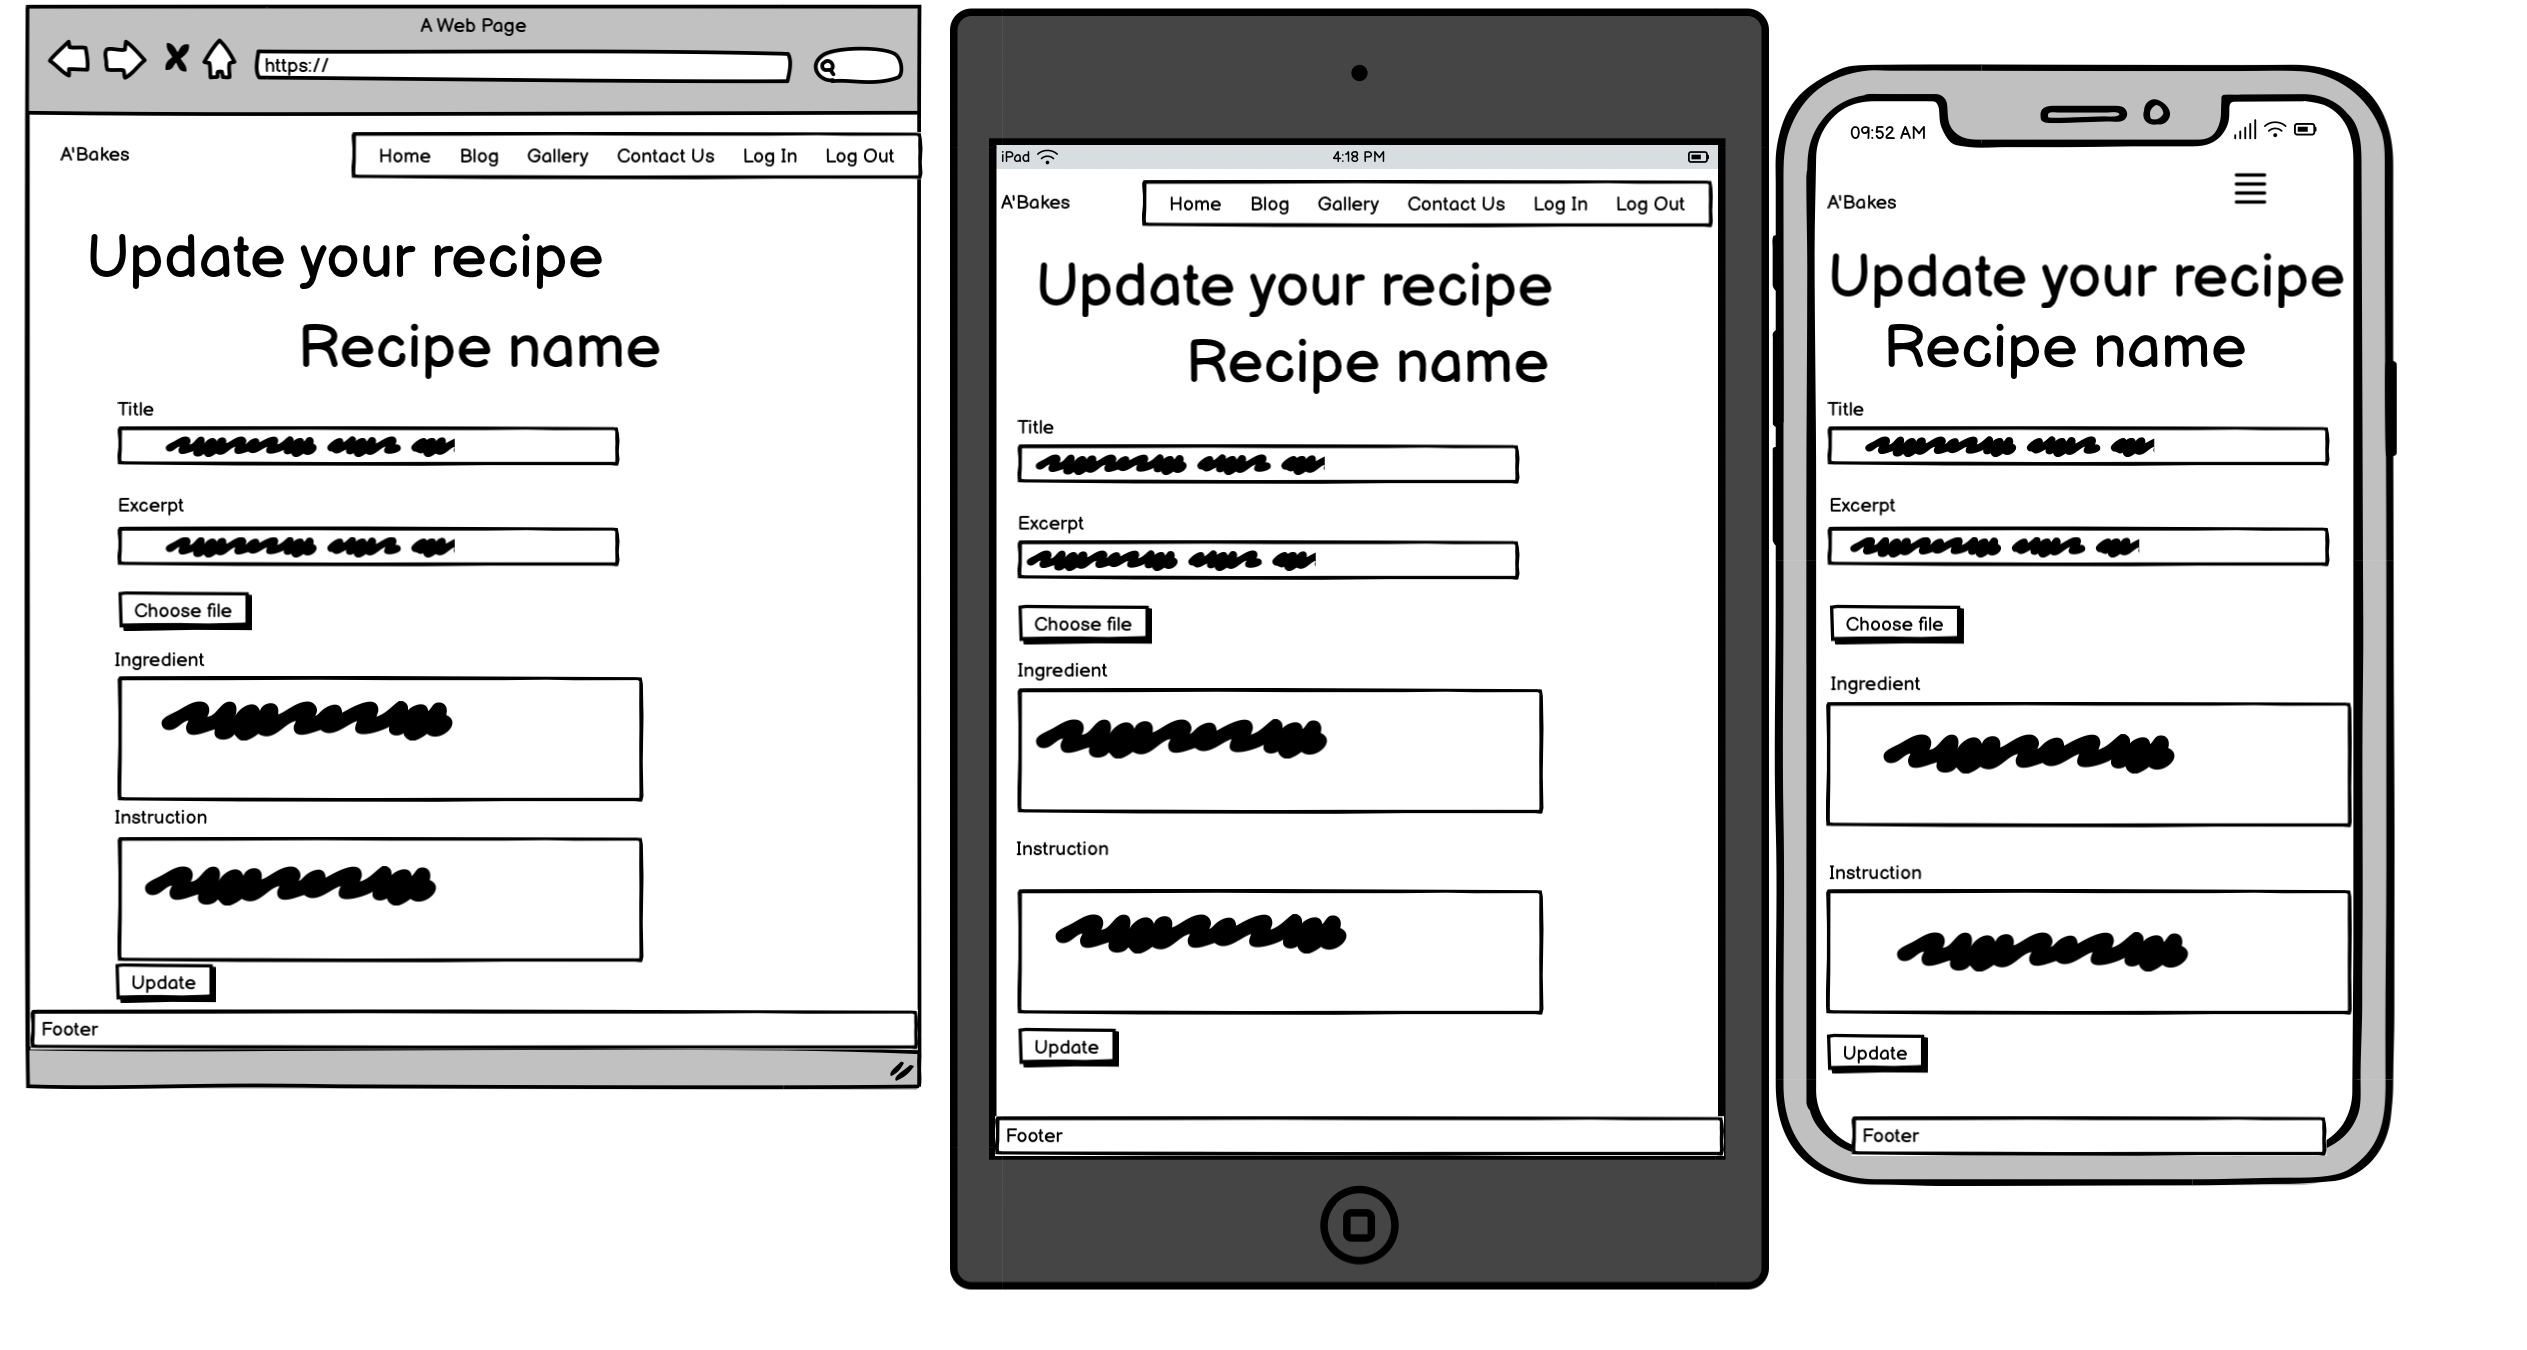 A Web Page
https://
A'Bakes
Home Blog Gallery Contact Us Log In Log Out
Update your recipe
Recipe name
Title
Excerpt
Choose file
Ingredient
Instruction
Update
Footer
iPad 4:18 PM
A'Bakes
Home Blog Gallery Contact Us Log In Log Out
Update your recipe
Recipe name
Title
Excerpt
Choose file
Ingredient
Instruction
Update
Footer
09:52 AM
A'Bakes
Update your recipe
Recipe name
Title
Excerpt
Choose file
Ingredient
Instruction
Update
Footer